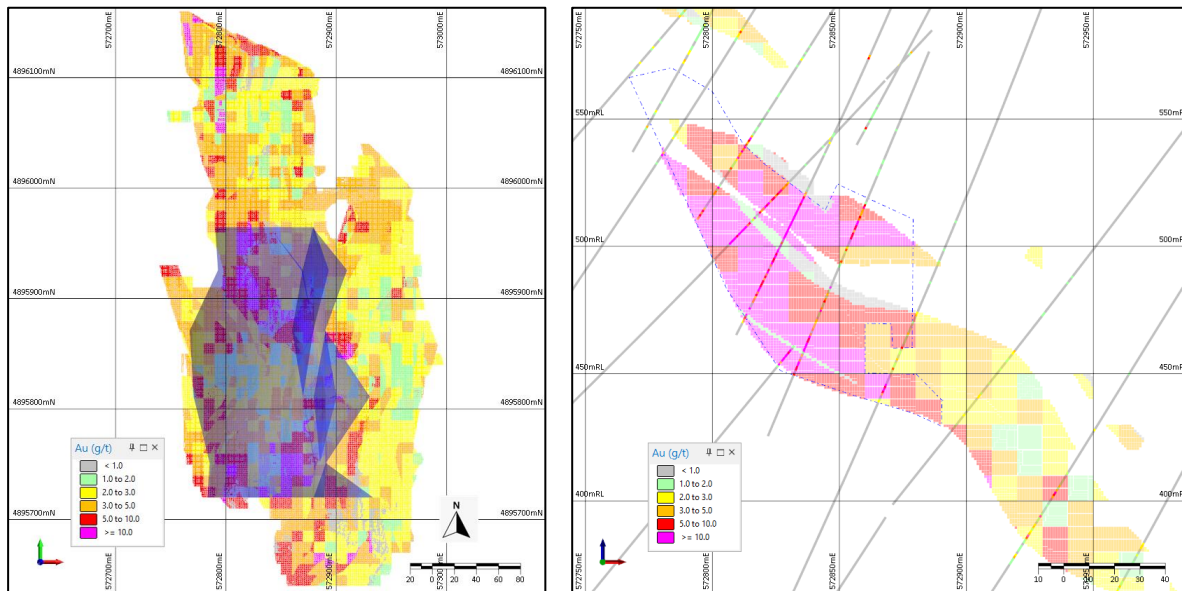 572700mE
572800mE
572900mE
573000mE
4896100mN
4896100mN
4896000mN
4896000mN
4895900mN
4895900mN
4895800mN
4895800mN
4895700mN
4895700mN
Au (g/t)
< 1.0
1.0 to 2.0
2.0 to 3.0
3.0 to 5.0
5.0 to 10.0
>= 10.0
N
20 0 20 40 60 80
572700mE
572800mE
572900mE
572750mE
572800mE
572850mE
572900mE
572950mE
550mRL
550mRL
500mRL
500mRL
450mRL
450mRL
400mRL
400mRL
Au (g/t)
< 1.0
1.0 to 2.0
2.0 to 3.0
3.0 to 5.0
5.0 to 10.0
>= 10.0
10 0 10 20 30 40
572750mE
572800mE
572850mE
572900mE